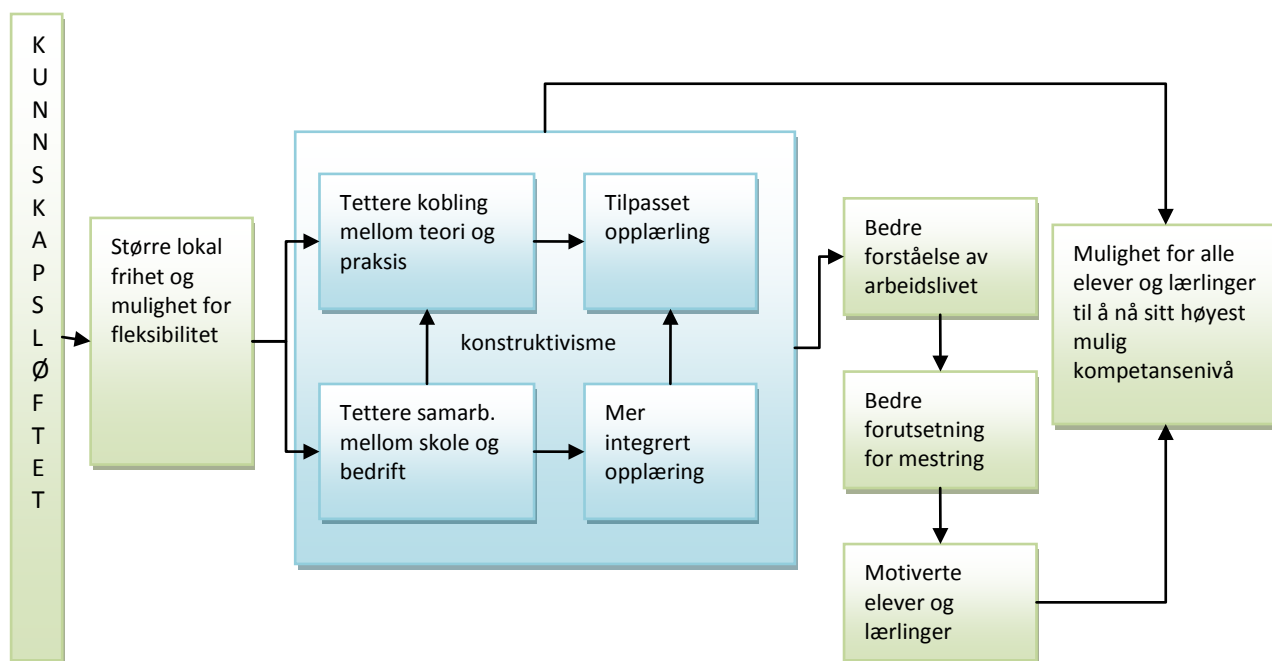 K
U
N
N
S
K
A
P
S
L
Ø
F
T
E
T
Større lokal
frihet og
mulighet for
fleksibilitet
Tettere kobling
mellom teori og
praksis
Tilpasset
opplærling
konstruktivisme
Tettere samarb.
mellom skole og
bedrift
Mer
integrert
opplæring
Bedre
forståelse av
arbeidslivet
Bedre
forutsetning
for mestring
Motiverte
elever og
lærlinger
Mulighet for alle
elever og lærlinger
til å nå sitt høyest
mulig
kompetansenivå